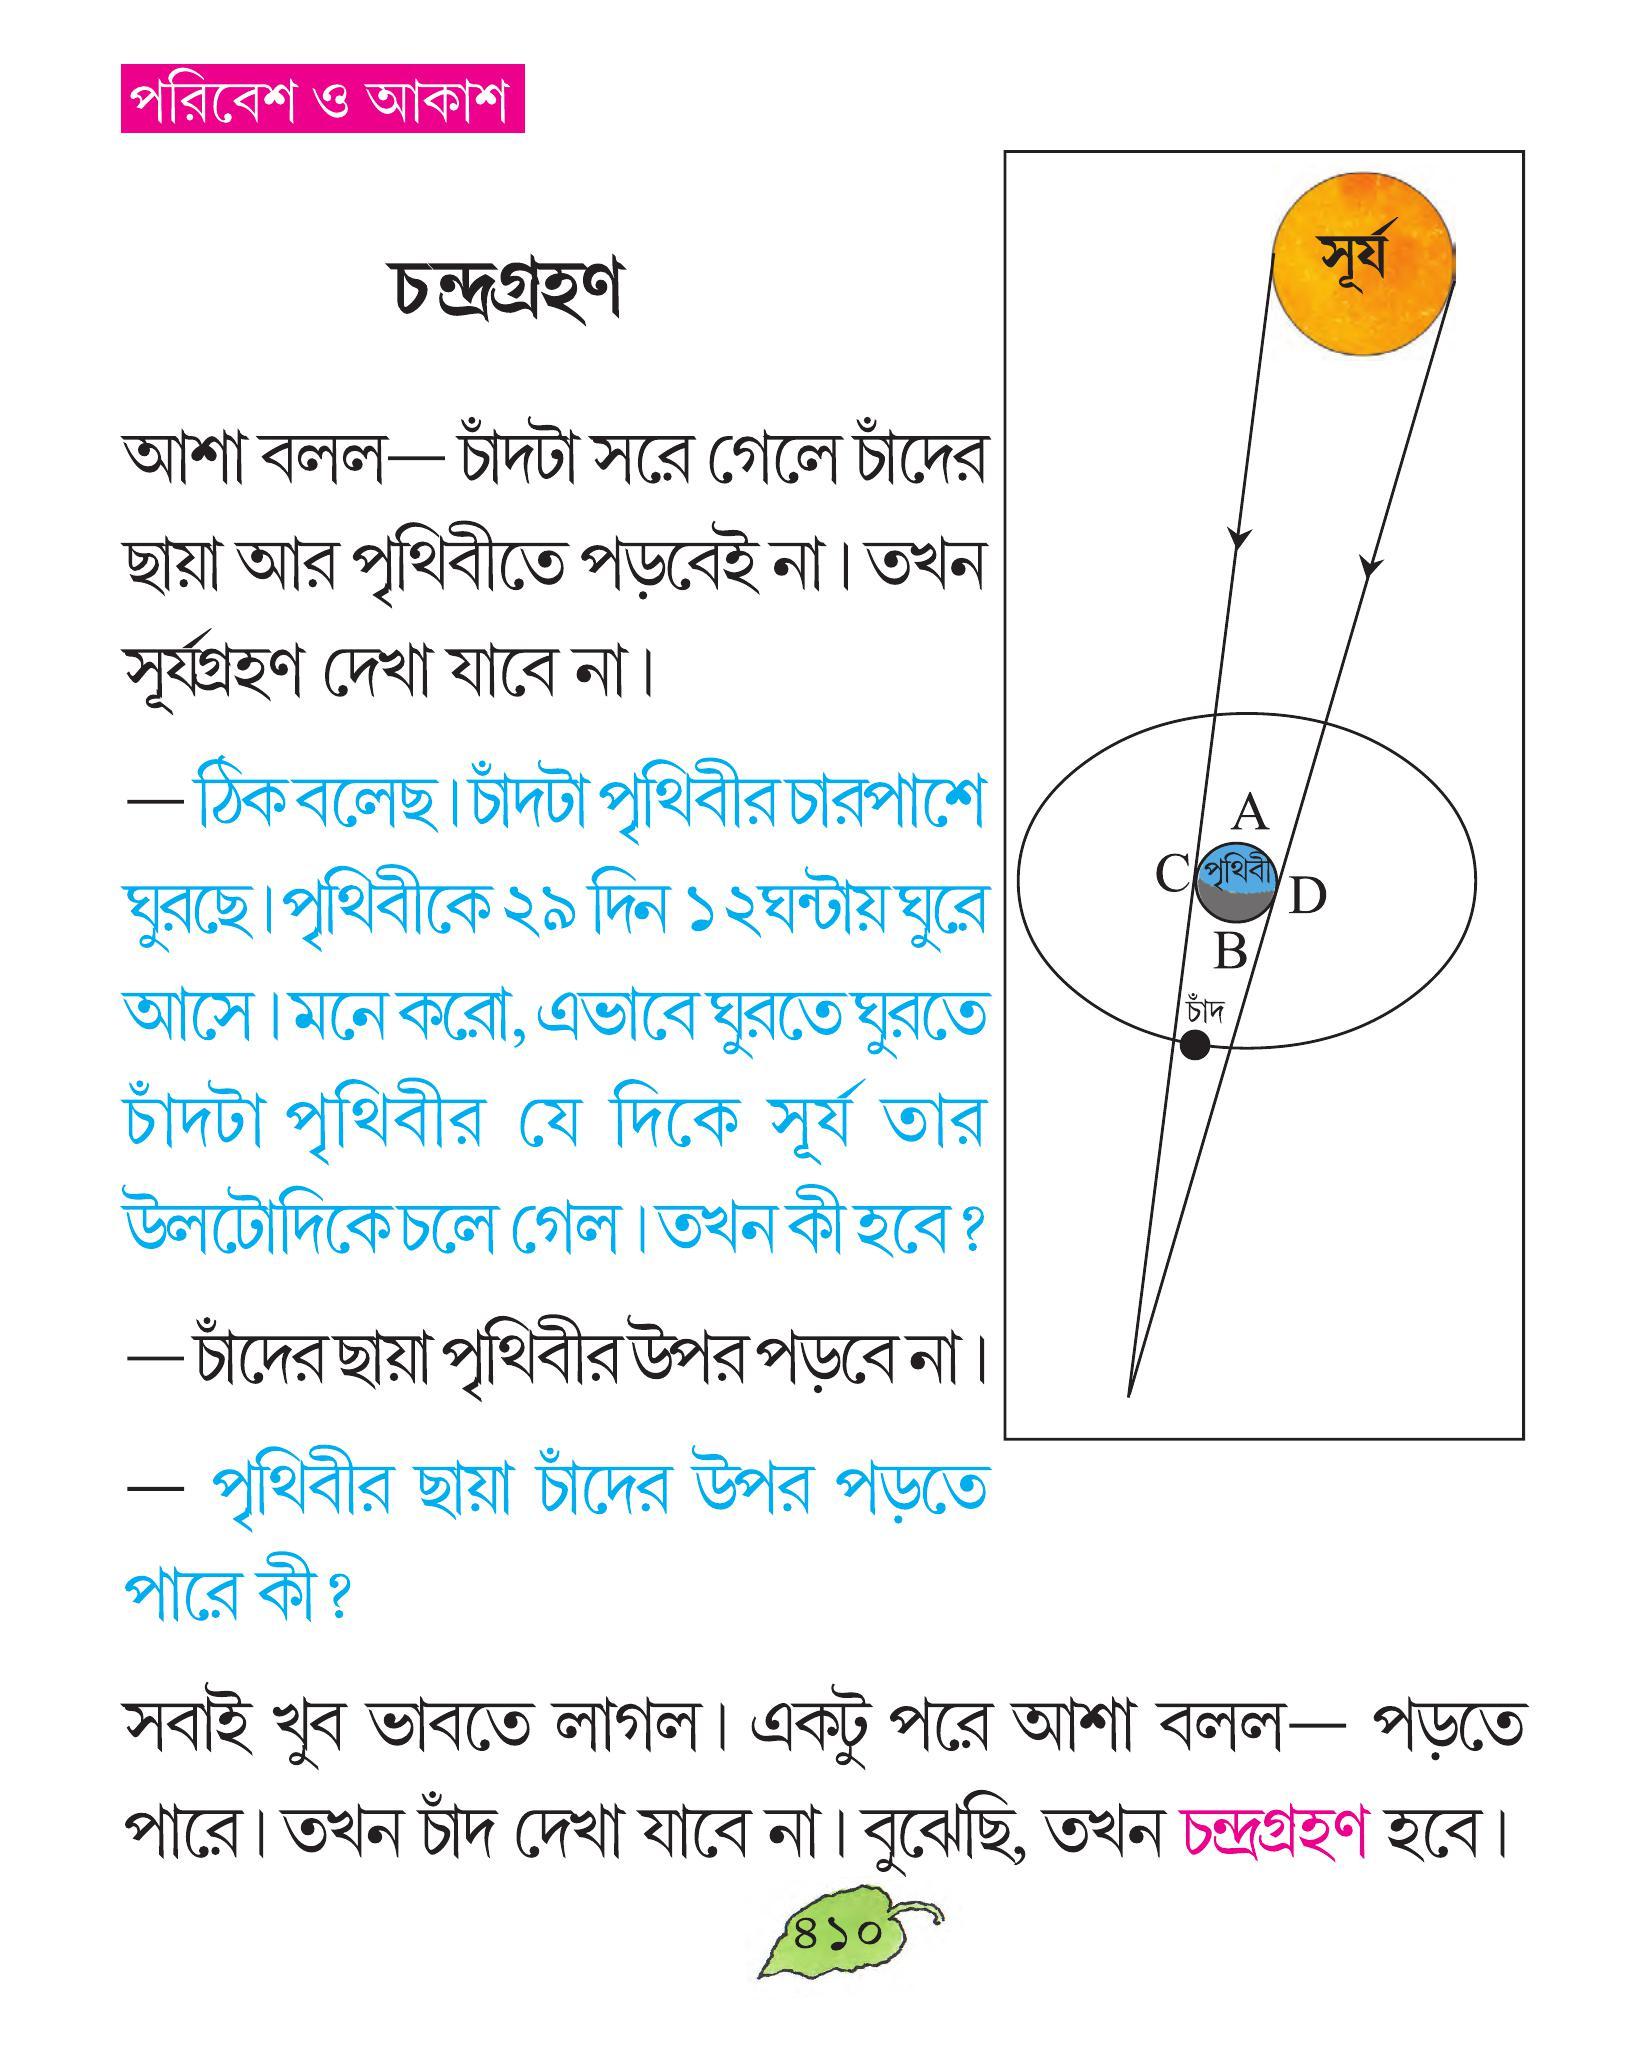 পরিবেশ ও আকাশ
চন্দ্রগ্রহণ
আশা বলল— চাঁদটা সরে গেলে চাঁদের
ছায়া আর পৃথিবীতে পড়বেই না। তখন
সূর্যগ্রহণ দেখা যাবে না।
— ঠিক বলেছ। চাঁদটা পৃথিবীর চারপাশে
ঘুরছে। পৃথিবীকে ২৯ দিন ১২ঘন্টায় ঘুরে
আসে। মনে করো, এভাবে ঘুরতে ঘুরতে
চাঁদটা পৃথিবীর যে দিকে সূর্য তার
উলটোদিকে চলে গেল। তখন কী হবে?
— চাঁদের ছায়া পৃথিবীর উপর পড়বে না।
— পৃথিবীর ছায়া চাঁদের উপর পড়তে
পারে কী?
সূর্য
A
C
পৃথিবী
D
B
চাঁদ
সবাই খুব ভাবতে লাগল। একটু পরে আশা বলল— পড়তে
পারে। তখন চাঁদ দেখা যাবে না। বুঝেছি, তখন চন্দ্রগ্রহণ হবে।
৪১০